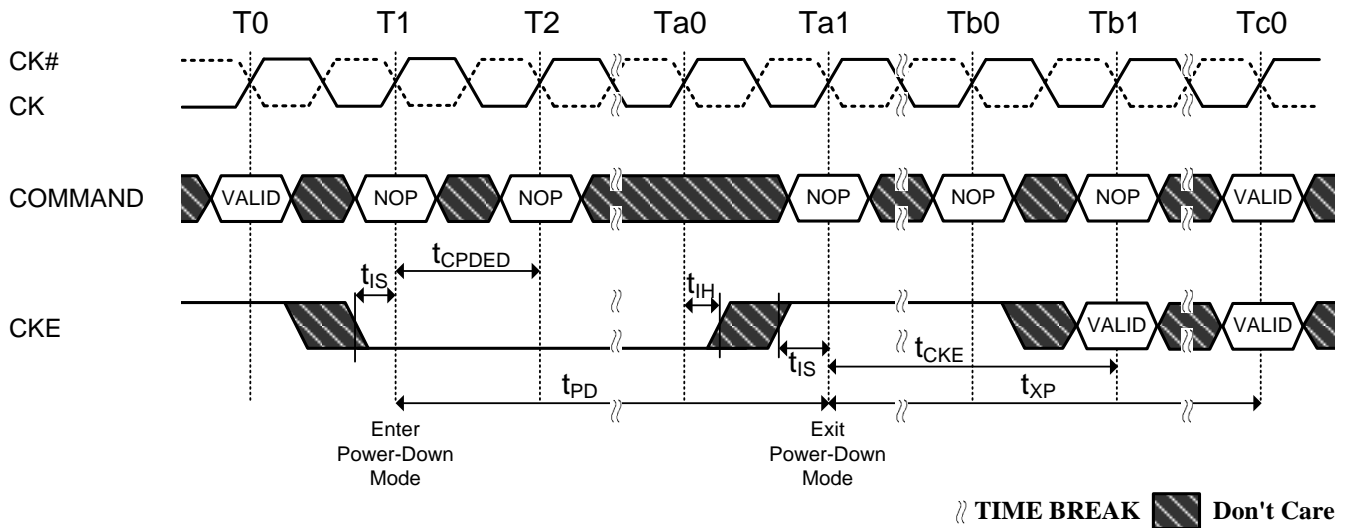 T0 T1 T2 Ta0 Ta1 Tb0 Tb1 Tc0
CK#
CK
COMMAND VALID NOP NOP NOP NOP NOP VALID
tCPDED
tIS tIH
CKE VALID VALID
tIS tCKE
tPD tXP
Enter Power-Down Mode
Exit Power-Down Mode
TIME BREAK Don't Care